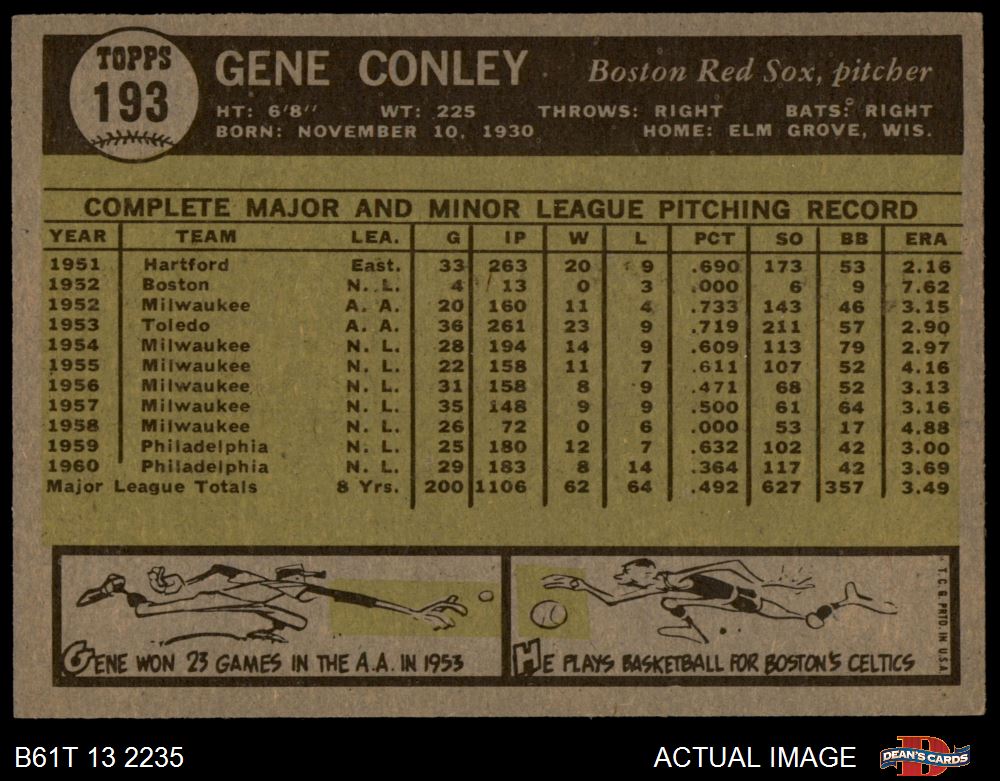 TOPPS
193
GENE CONLEY Boston Red Sox, pitcher
HT: 6'8" WT: 225 THROWS: RIGHT BATS: RIGHT
BORN: NOVEMBER 10, 1930 HOME: ELM GROVE, WIS.
COMPLETE MAJOR AND MINOR LEAGUE PITCHING RECORD
YEAR TEAM LEA. G IP W L PCT SO BB ERA
1951 Hartford East. 33 263 20 9 .690 173 53 2.16
1952 Boston N. L. 4 13 0 3 .000 6 9 7.62
1952 Milwaukee A. A. 20 160 11 4 .733 143 46 3.15
1953 Toledo A. A. 36 261 23 9 .719 211 57 2.90
1954 Milwaukee N. L. 28 194 14 9 .609 113 79 2.97
1955 Milwaukee N. L. 22 158 11 7 .611 107 52 4.16
1956 Milwaukee N. L. 31 158 8 9 .471 68 52 3.13
1957 Milwaukee N. L. 35 148 9 9 .500 61 64 3.16
1958 Milwaukee N. L. 26 72 0 6 .000 53 17 4.88
1959 Philadelphia N. L. 25 180 12 7 .632 102 42 3.00
1960 Philadelphia N. L. 29 183 8 14 .364 117 42 3.69
Major League Totals 8 Yrs. 200 1106 62 64 .492 627 357 3.49
GENE WON 23 GAMES IN THE A.A. IN 1953
HE PLAYS BASKETBALL FOR BOSTON'S CELTICS
T. C. G. PRTD. IN U.S.A.
B61T 13 2235 ACTUAL IMAGE DEAN'S CARDS